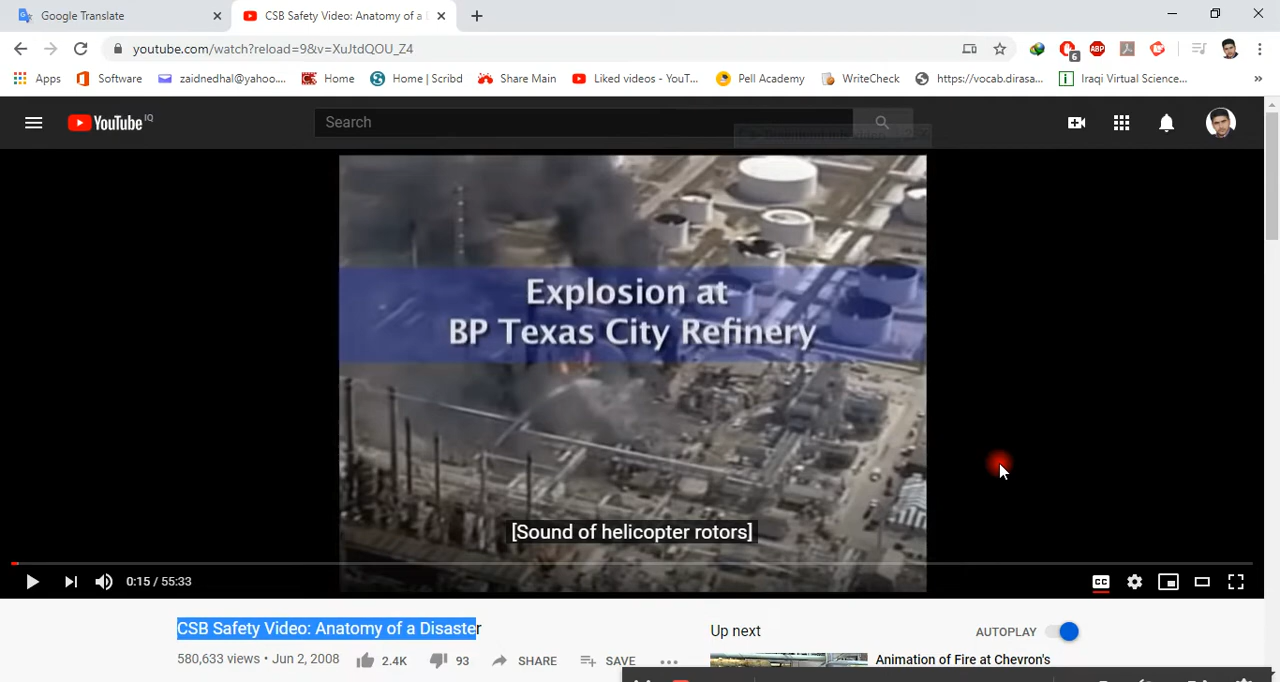 Google Translate
CSB Safety Video: Anatomy of a
youtube.com/watch?reload=9&v=XuJtdQOU_Z4
6
ABP
Apps
Software
zaidnedhal@yahoo....
Home
Home | Scribd
Share Main
Liked videos - YouT...
Pell Academy
WriteCheck
https://vocab.dirasa...
Iraqi Virtual Science...
»
YouTube IQ
Search
Explosion at
BP Texas City Refinery
[Sound of helicopter rotors]
0:15 / 55:33
CC
CSB Safety Video: Anatomy of a Disaster
580,633 views • Jun 2, 2008
2.4K
93
SHARE
SAVE
Up next
AUTOPLAY
Animation of Fire at Chevron's